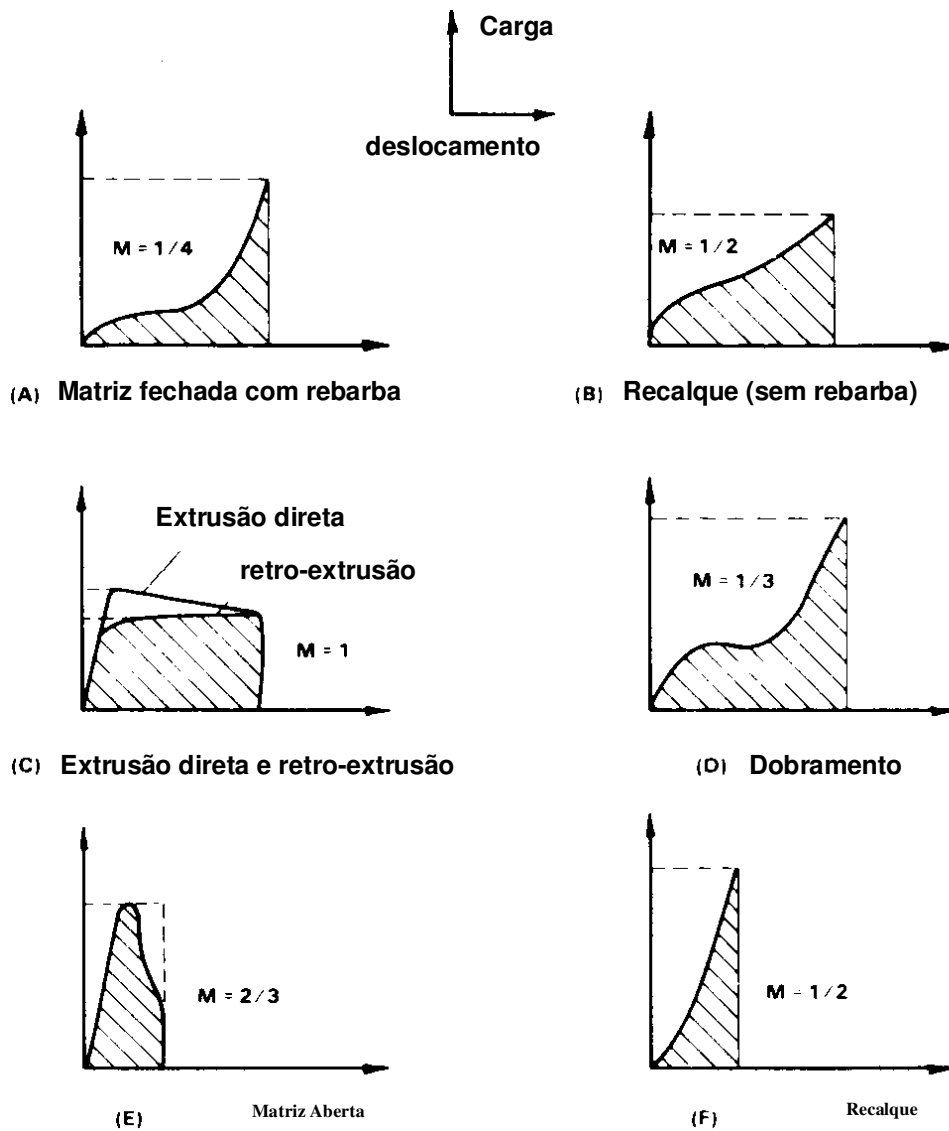 Carga
deslocamento
M = 1/4
M = 1/2
(A) Matriz fechada com rebarba
(B) Recalque (sem rebarba)
Extrusão direta
retro-extrusão
M = 1
M = 1/3
(C) Extrusão direta e retro-extrusão
(D) Dobramento
M = 2/3
M = 1/2
(E) Matriz Aberta
(F) Recalque